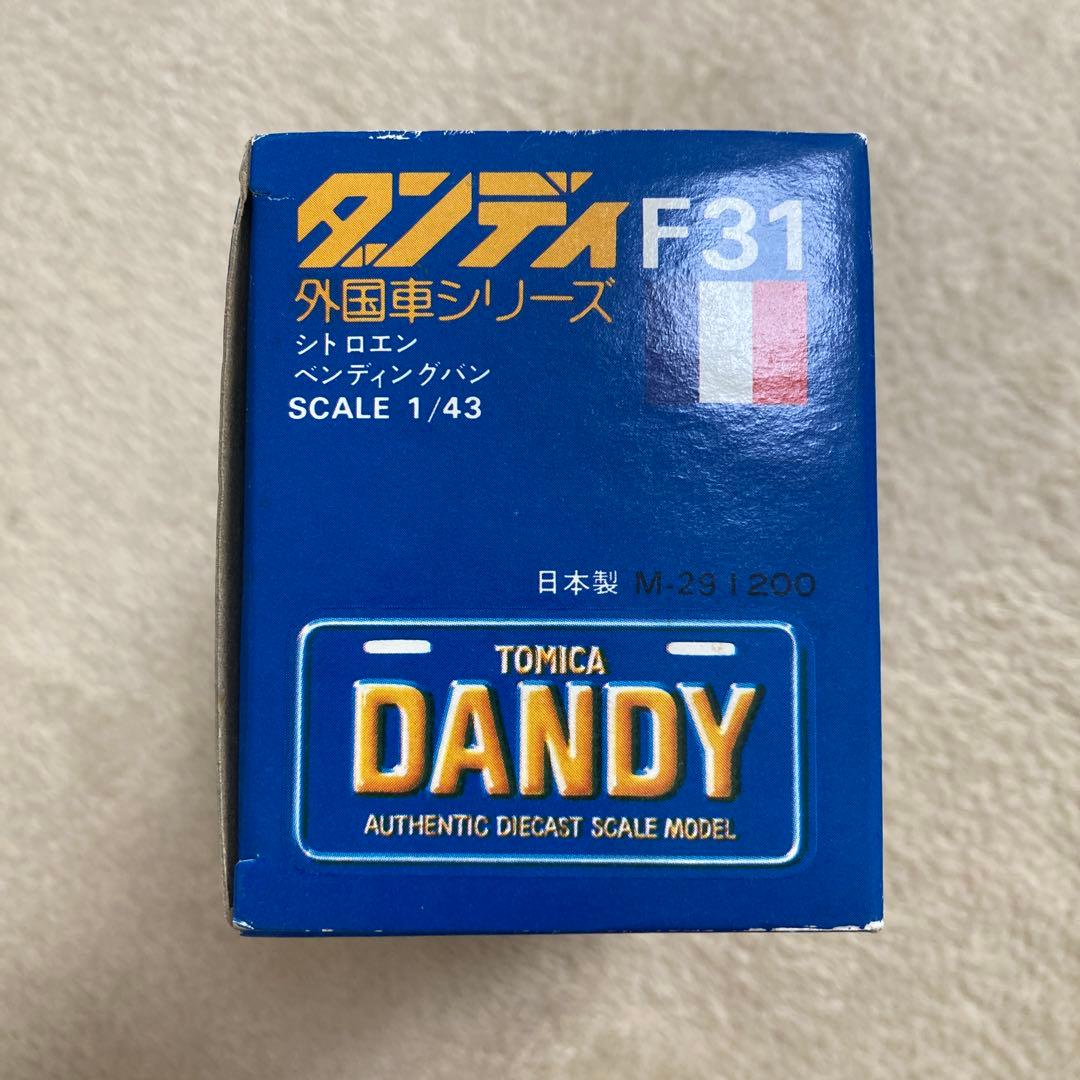 ダンディ F31
外国車シリーズ
シトロエン
ベンディングバン
SCALE 1/43
日本製 M-29 1200
TOMICA
DANDY
AUTHENTIC DIECAST SCALE MODEL